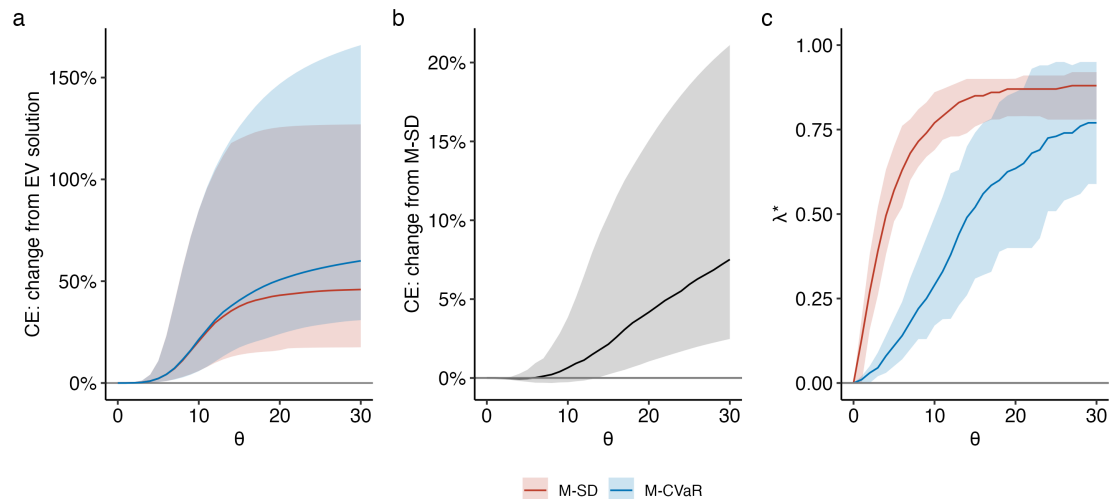 a
CE: change from EV solution
150%
100%
50%
0%
0 10 20 30
θ
b
CE: change from M-SD
20%
15%
10%
5%
0%
0 10 20 30
θ
c
λ*
1.00
0.75
0.50
0.25
0.00
0 10 20 30
θ
M-SD M-CVaR